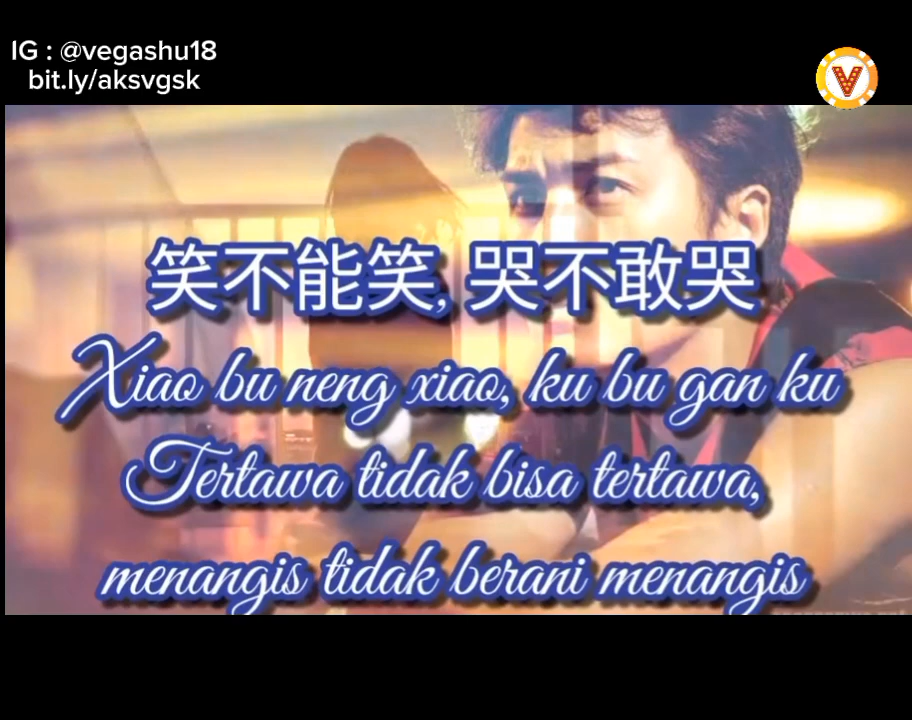 IG : @vegashu18
bit.ly/aksvgsk
V
笑不能笑, 哭不敢哭
Xiao bu neng xiao, ku bu gan ku
Tertawa tidak bisa tertawa,
menangis tidak berani menangis